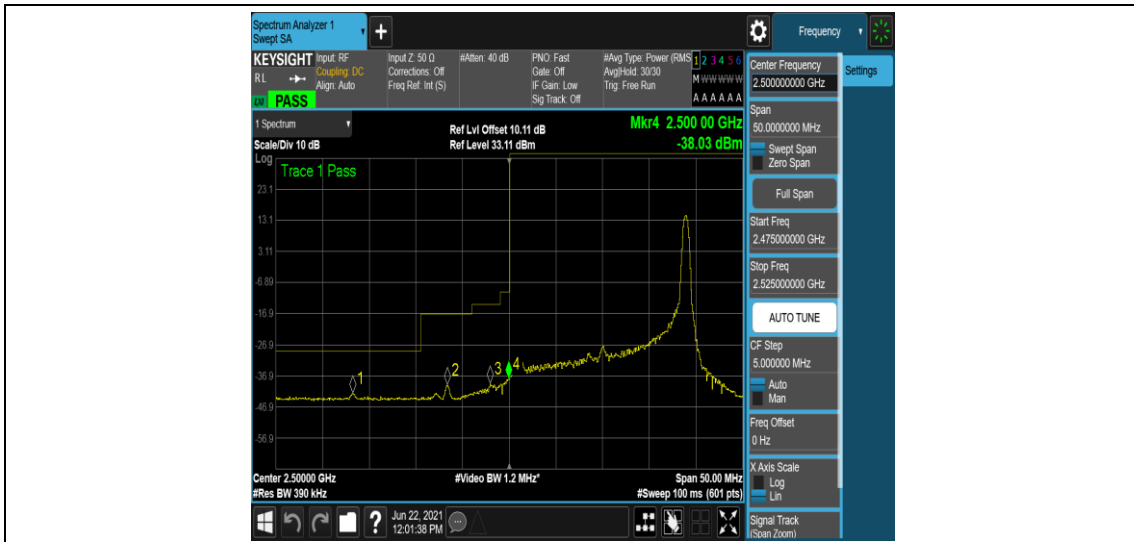 Spectrum Analyzer 1
Swept SA
+
Frequency
KEYSIGHT
RL
PASS
Input: RF
Coupling: DC
Align: Auto
Input Z: 50 Ω
Corrections: Off
Freq Ref: Int (S)
#Atten: 40 dB
PNO: Fast
Gate: Off
IF Gain: Low
Sig Track: Off
#Avg Type: Power (RMS
Avg|Hold: 30/30
Trig: Free Run
1 2 3 4 5 6
M W W W W W
A A A A A A
Center Frequency
2.500000000 GHz
Settings
1 Spectrum
Scale/Div 10 dB
Ref Lvl Offset 10.11 dB
Ref Level 33.11 dBm
Mkr4 2.500 00 GHz
-38.03 dBm
Log
Trace 1 Pass
23.1
13.1
3.11
-6.89
-16.9
-26.9
-36.9
-46.9
-56.9
1
2
3
4
Center 2.50000 GHz
#Res BW 390 kHz
#Video BW 1.2 MHz*
Span 50.00 MHz
#Sweep 100 ms (601 pts)
Span
50.0000000 MHz
Swept Span
Zero Span
Full Span
Start Freq
2.475000000 GHz
Stop Freq
2.525000000 GHz
AUTO TUNE
CF Step
5.000000 MHz
Auto
Man
Freq Offset
0 Hz
X Axis Scale
Log
Lin
Signal Track
(Span Zoom)
?
Jun 22, 2021
12:01:38 PM